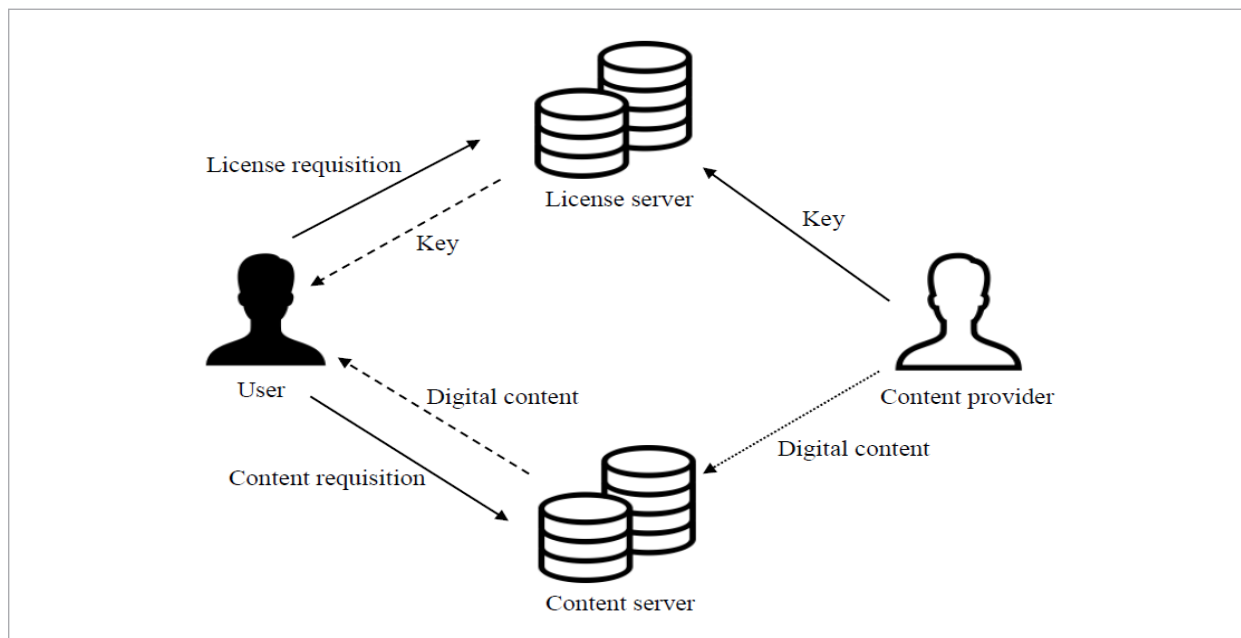 License requisition
License server
Key
Key
User
Digital content
Content provider
Digital content
Content requisition
Content server